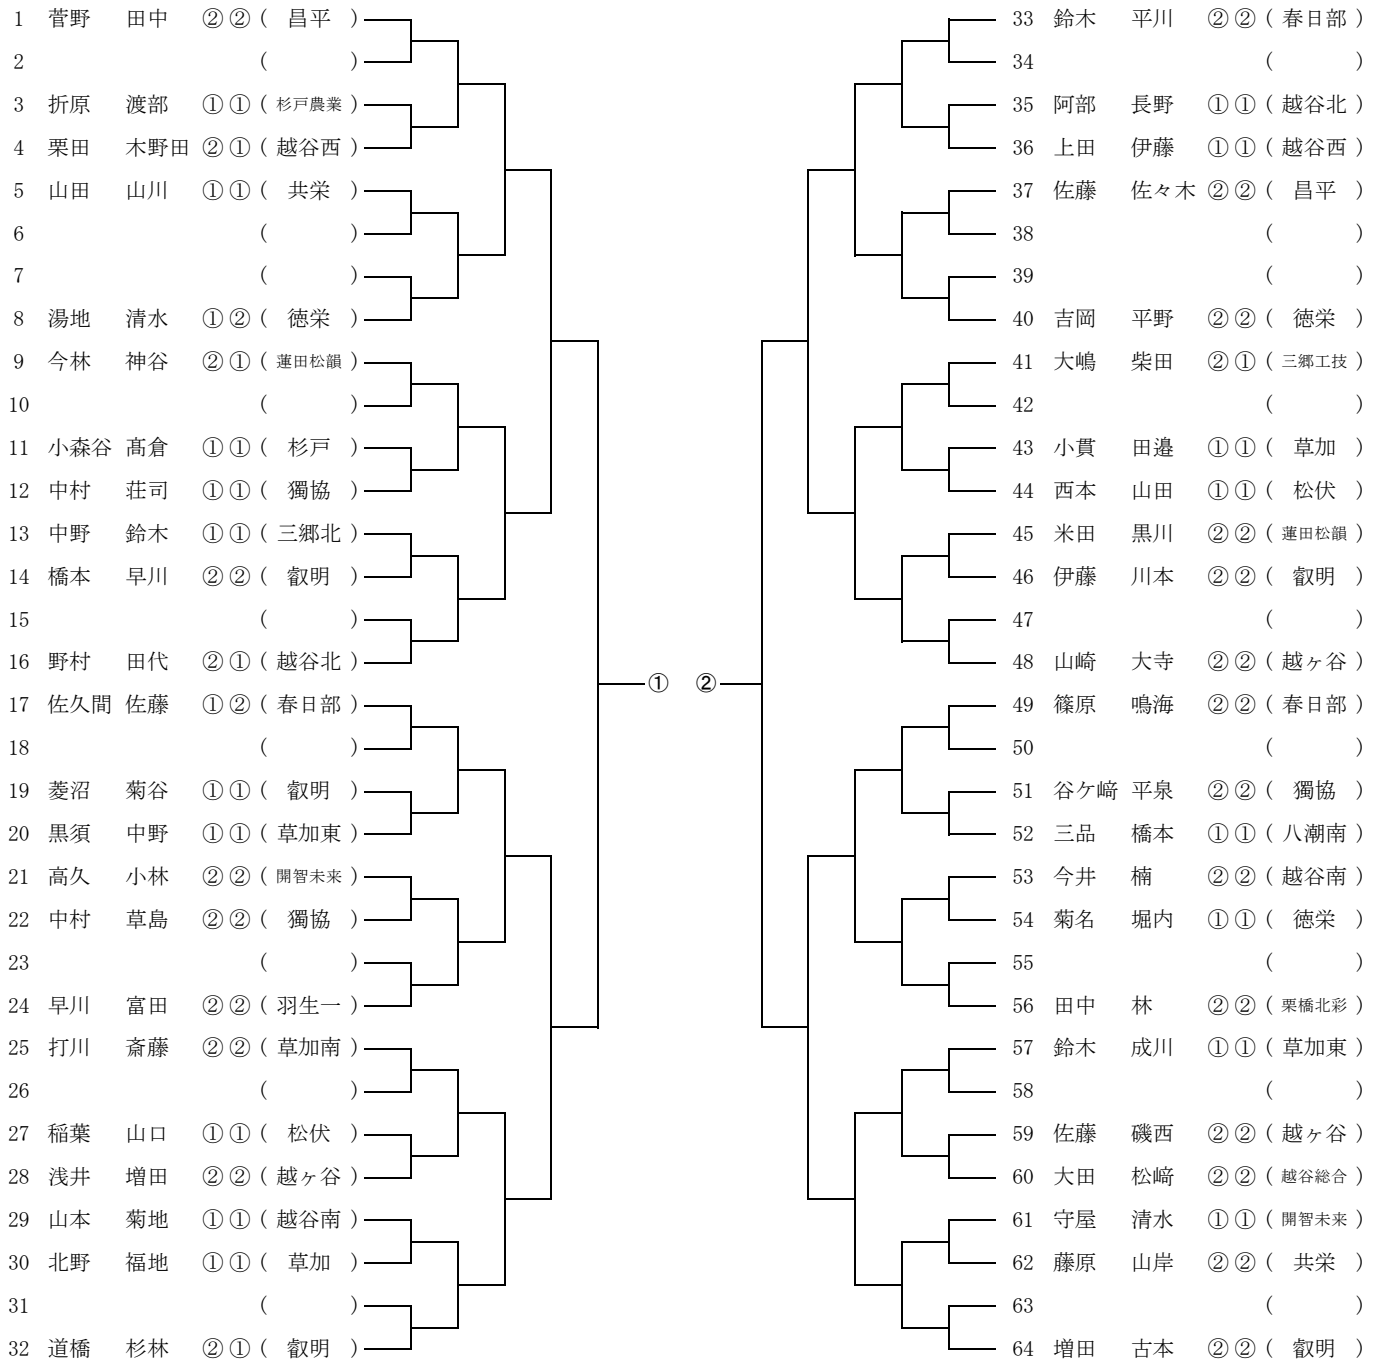 1 菅野 田中 ②②( 昌平 )
2 ( )
3 折原 渡部 ①①( 杉戸農業 )
4 栗田 木野田 ②①( 越谷西 )
5 山田 山川 ①①( 共栄 )
6 ( )
7 ( )
8 湯地 清水 ①②( 徳栄 )
9 今林 神谷 ②①( 蓮田松韻 )
10 ( )
11 小森谷 髙倉 ①①( 杉戸 )
12 中村 荘司 ①①( 獨協 )
13 中野 鈴木 ①①( 三郷北 )
14 橋本 早川 ②②( 叡明 )
15 ( )
16 野村 田代 ②①( 越谷北 )
17 佐久間 佐藤 ①②( 春日部 )
18 ( )
19 菱沼 菊谷 ①①( 叡明 )
20 黒須 中野 ①①( 草加東 )
21 高久 小林 ②②( 開智未来 )
22 中村 草島 ②②( 獨協 )
23 ( )
24 早川 富田 ②②( 羽生一 )
25 打川 斎藤 ②②( 草加南 )
26 ( )
27 稲葉 山口 ①①( 松伏 )
28 浅井 増田 ②②( 越ヶ谷 )
29 山本 菊地 ①①( 越谷南 )
30 北野 福地 ①①( 草加 )
31 ( )
32 道橋 杉林 ②①( 叡明 )
① ②
33 鈴木 平川 ②②( 春日部 )
34 ( )
35 阿部 長野 ①①( 越谷北 )
36 上田 伊藤 ①①( 越谷西 )
37 佐藤 佐々木 ②②( 昌平 )
38 ( )
39 ( )
40 吉岡 平野 ②②( 徳栄 )
41 大嶋 柴田 ②①( 三郷工技 )
42 ( )
43 小貫 田邉 ①①( 草加 )
44 西本 山田 ①①( 松伏 )
45 米田 黒川 ②②( 蓮田松韻 )
46 伊藤 川本 ②②( 叡明 )
47 ( )
48 山崎 大寺 ②②( 越ヶ谷 )
49 篠原 鳴海 ②②( 春日部 )
50 ( )
51 谷ケ﨑 平泉 ②②( 獨協 )
52 三品 橋本 ①①( 八潮南 )
53 今井 楠 ②②( 越谷南 )
54 菊名 堀内 ①①( 徳栄 )
55 ( )
56 田中 林 ②②( 栗橋北彩 )
57 鈴木 成川 ①①( 草加東 )
58 ( )
59 佐藤 磯西 ②②( 越ヶ谷 )
60 大田 松﨑 ②②( 越谷総合 )
61 守屋 清水 ①①( 開智未来 )
62 藤原 山岸 ②②( 共栄 )
63 ( )
64 増田 古本 ②②( 叡明 )